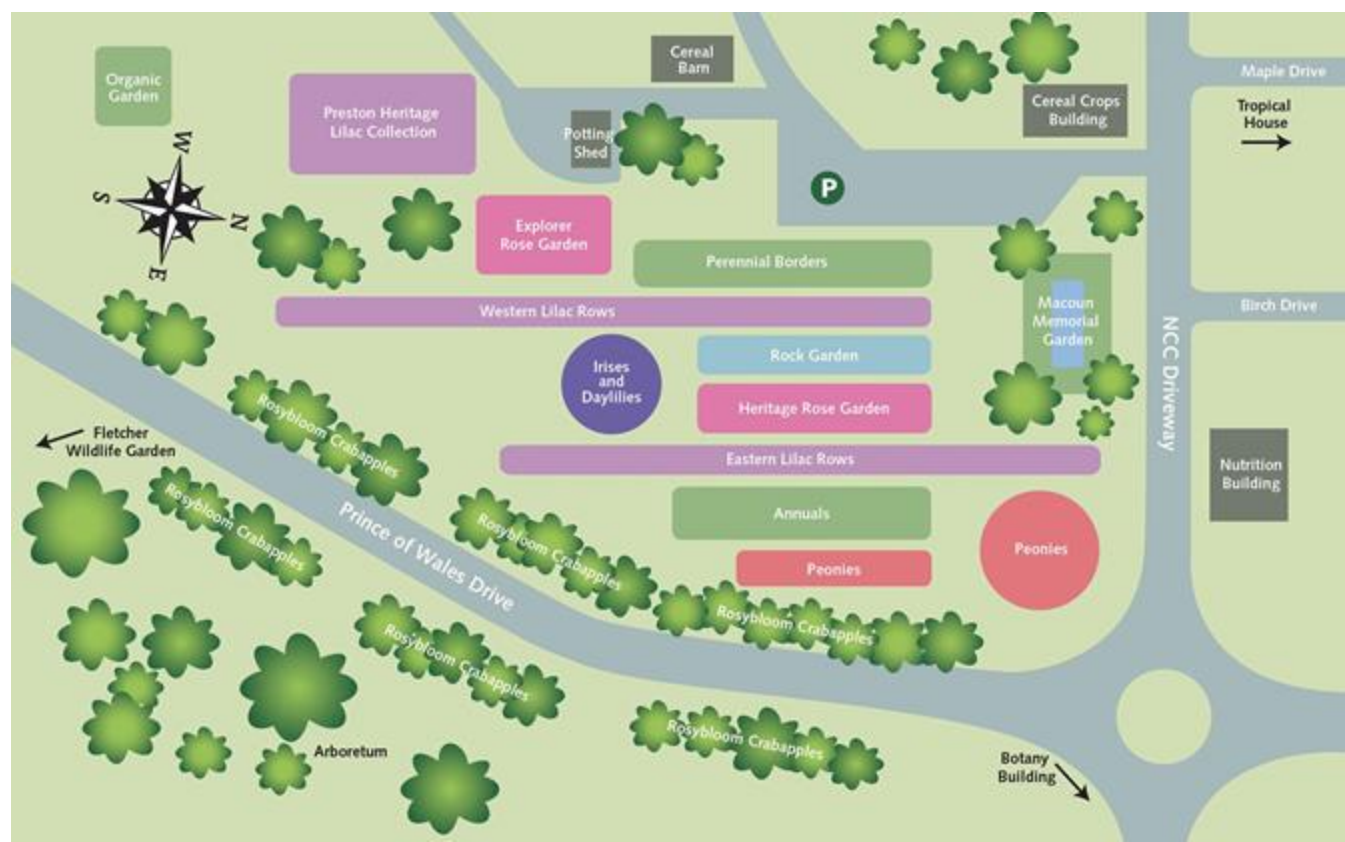 Organic
Garden
Preston Heritage
Lilac Collection
Cereal
Barn
Potting
Shed
Cereal Crops
Building
Maple Drive
Tropical
House
W
S
N
E
P
Explorer
Rose Garden
Perennial Borders
Western Lilac Rows
Macoun
Memorial
Garden
Birch Drive
NCC Driveway
Irises
and
Daylilies
Rock Garden
Heritage Rose Garden
Rosybloom Crabapples
Fletcher
Wildlife Garden
Eastern Lilac Rows
Nutrition
Building
Rosybloom Crabapples
Prince of Wales Drive
Rosybloom Crabapples
Annuals
Peonies
Peonies
Rosybloom Crabapples
Rosybloom Crabapples
Rosybloom Crabapples
Arboretum
Botany
Building